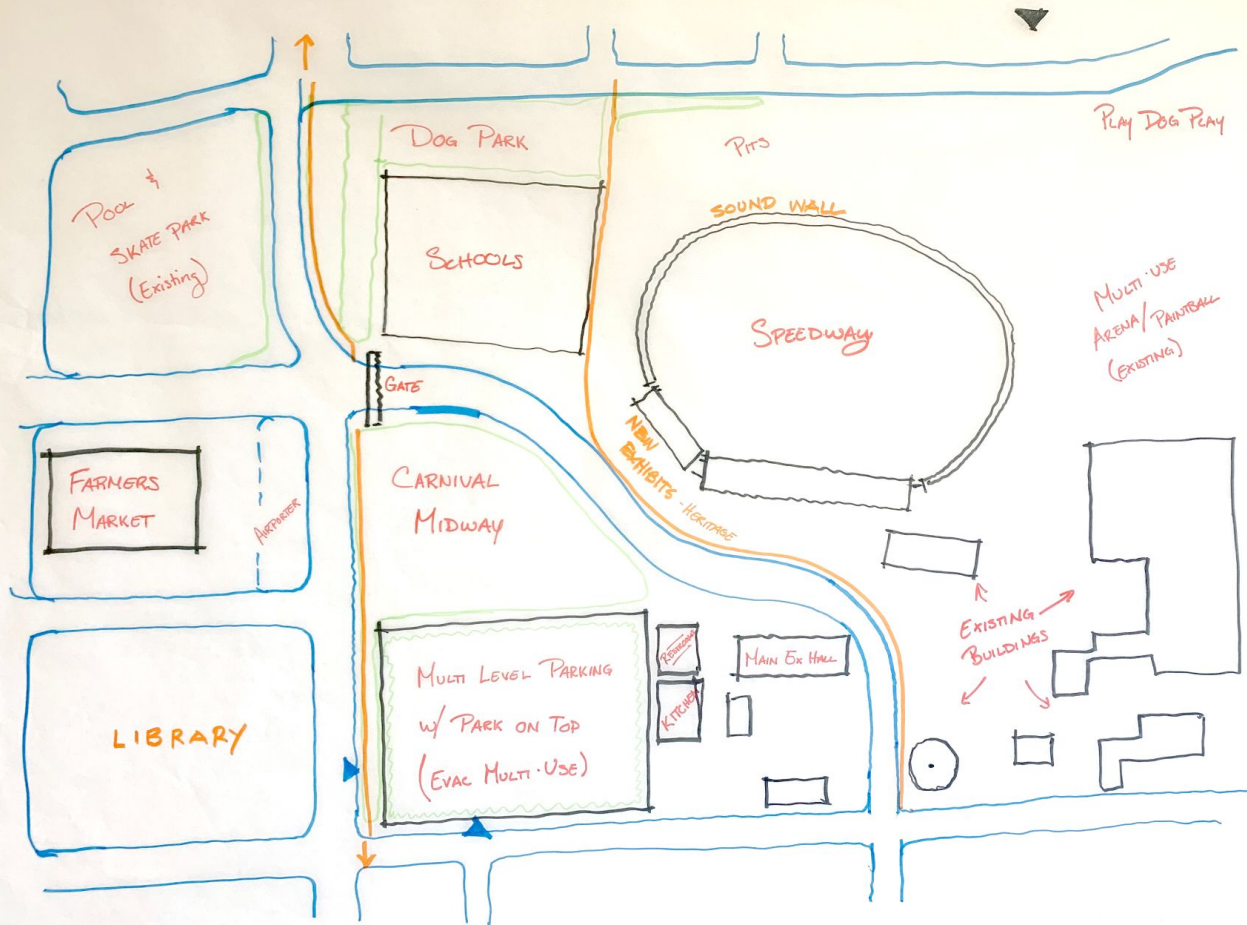 PLAY DOG PLAY
DOG PARK
PITS
POOL
&
SKATE PARK
(Existing)
SOUND WALL
SCHOOLS
SPEEDWAY
MULTI-USE
ARENA/PAINTBALL
(EXISTING)
GATE
NEW
EXHIBITS - HERITAGE
FARMERS
MARKET
AIRPORTER
CARNIVAL
MIDWAY
EXISTING
BUILDINGS
MULTI LEVEL PARKING
W/ PARK ON TOP
(EVAC MULTI-USE)
KITCHEN
MAIN EX HALL
LIBRARY